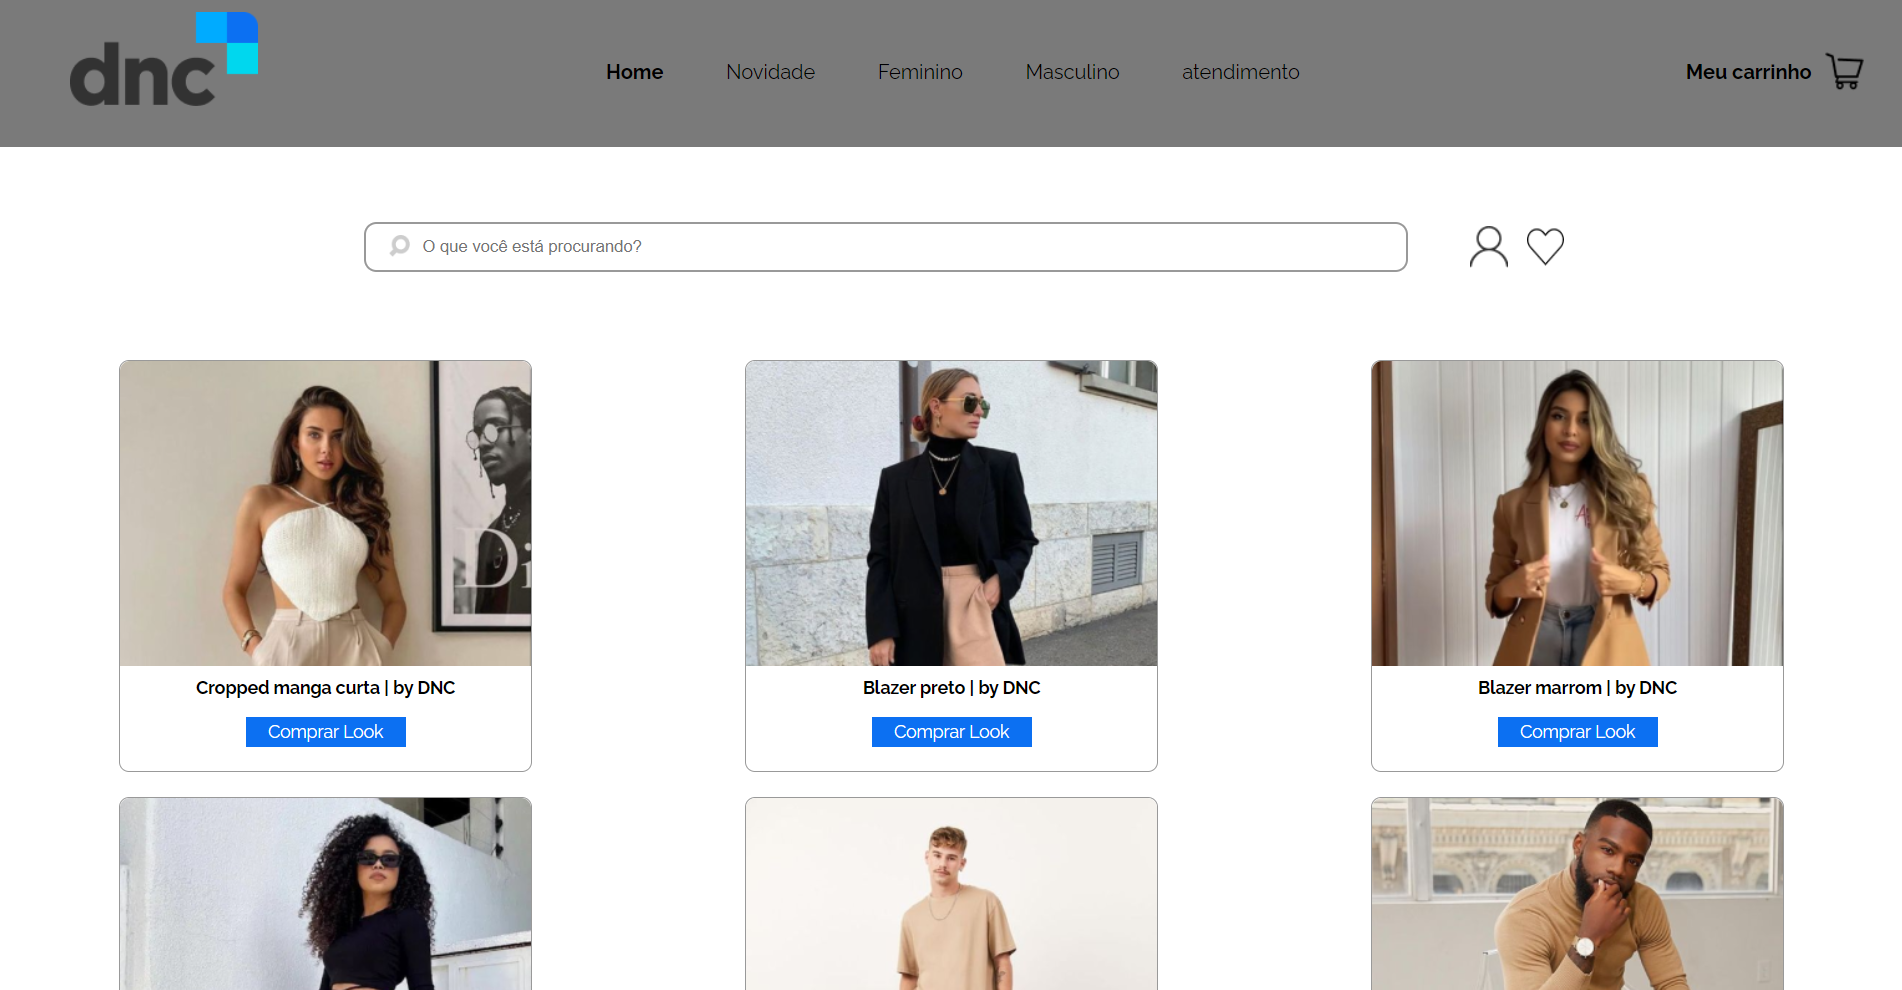 dnc
Home
Novidade
Feminino
Masculino
atendimento
Meu carrinho
O que você está procurando?
Di
Cropped manga curta | by DNC
Blazer preto | by DNC
Blazer marrom | by DNC
Comprar Look
Comprar Look
Comprar Look